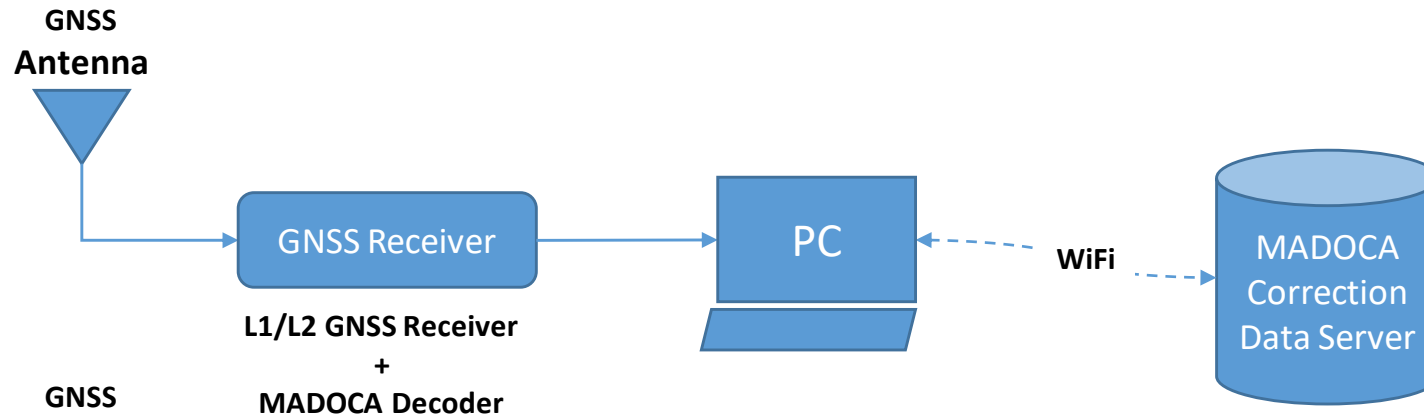 GNSS
Antenna
GNSS Receiver
PC
WiFi
MADOCA
Correction
Data Server
L1/L2 GNSS Receiver
+
MADOCA Decoder
GNSS